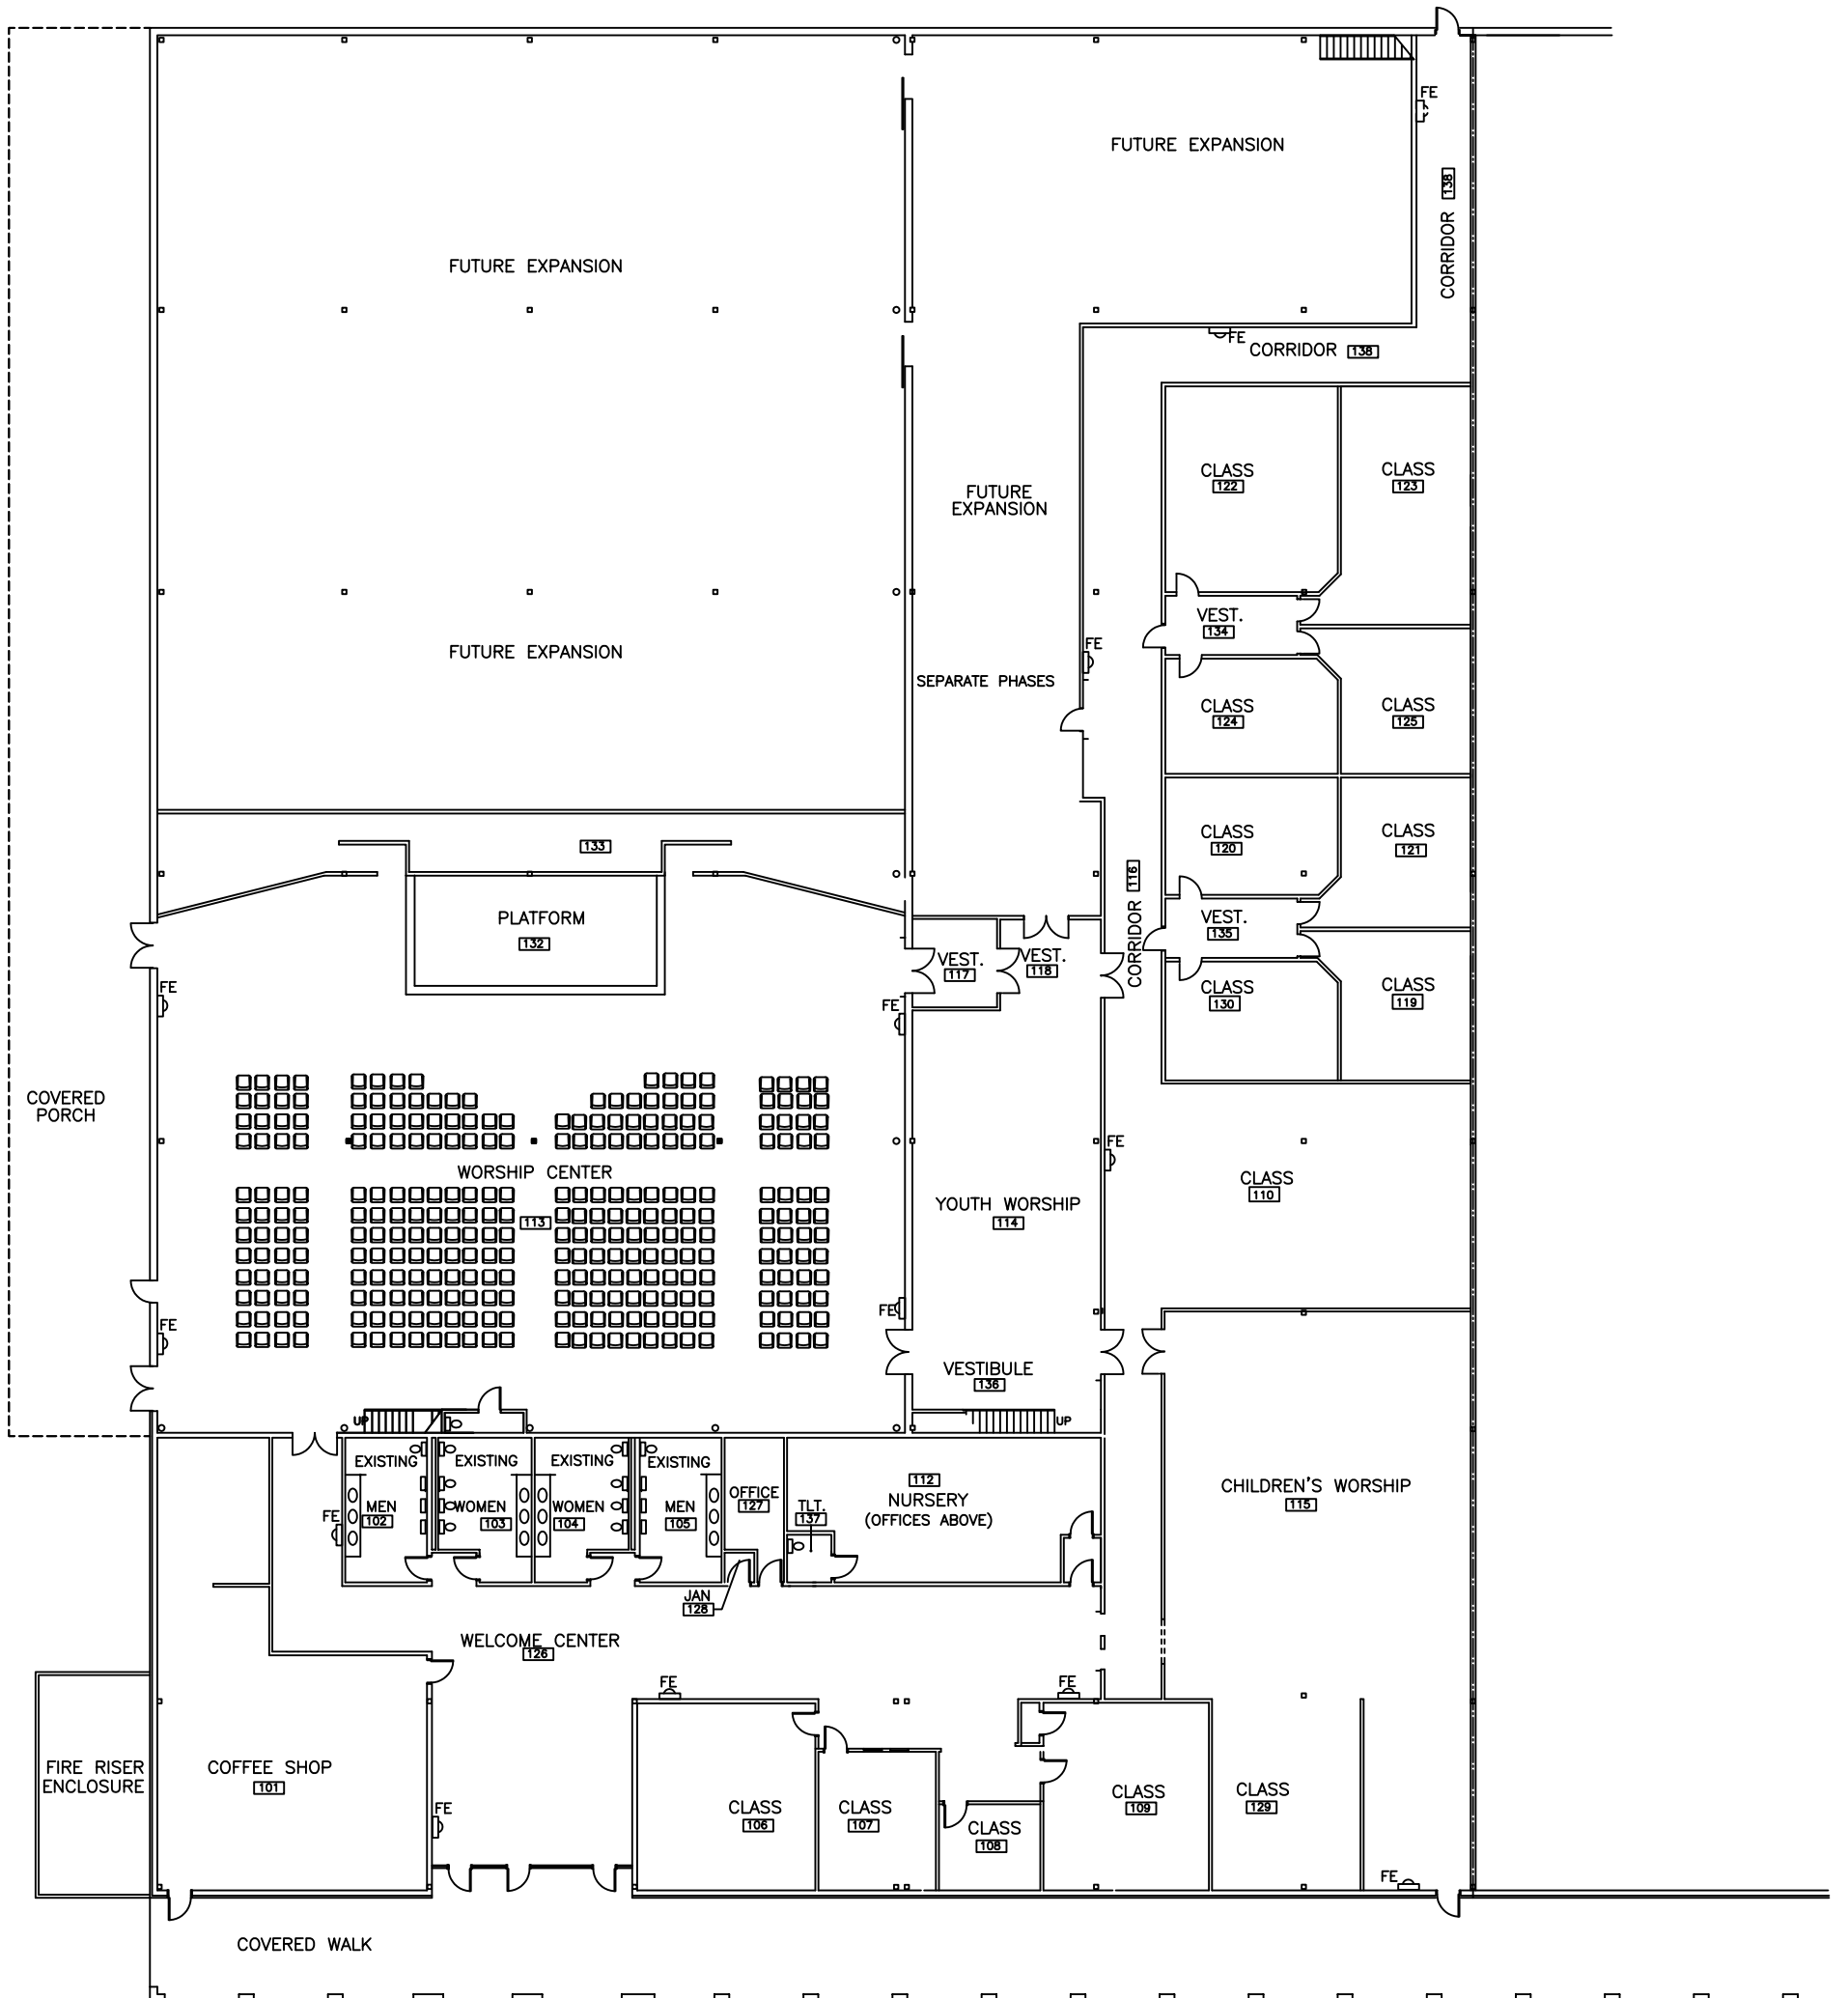 FE
FUTURE EXPANSION
CORRIDOR 138
FUTURE EXPANSION
FE
CORRIDOR 138
CLASS
122
CLASS
123
FUTURE
EXPANSION
VEST.
134
FE
FUTURE EXPANSION
SEPARATE PHASES
CLASS
124
CLASS
125
CLASS
120
CLASS
121
133
CORRIDOR 116
PLATFORM
132
VEST.
135
VEST.
117
VEST.
118
CLASS
130
CLASS
119
FE
FE
COVERED
PORCH
FE
WORSHIP CENTER
113
CLASS
110
YOUTH WORSHIP
114
FE
FE
VESTIBULE
136
UP
UP
EXISTING
EXISTING
EXISTING
EXISTING
MEN
102
WOMEN
103
WOMEN
104
MEN
105
OFFICE
127
TLT.
137
112
NURSERY
(OFFICES ABOVE)
CHILDREN'S WORSHIP
115
FE
JAN
128
WELCOME CENTER
126
FE
FE
FIRE RISER
ENCLOSURE
COFFEE SHOP
101
FE
CLASS
106
CLASS
107
CLASS
108
CLASS
109
CLASS
129
FE
COVERED WALK